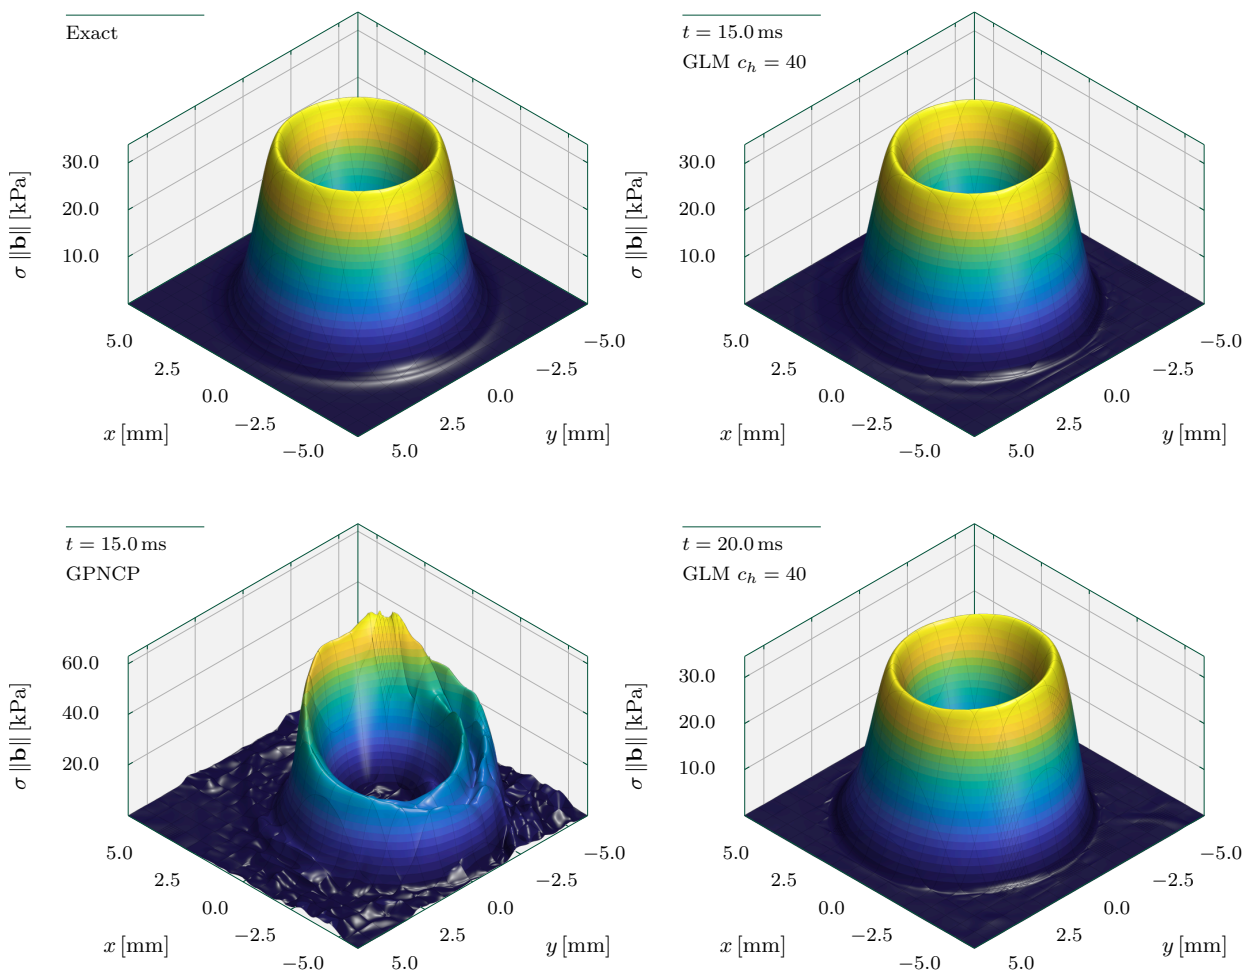 Exact
30.0
20.0
10.0
σ ‖b‖ [kPa]
5.0
2.5
0.0
−2.5
−5.0
x [mm]
−5.0
−2.5
0.0
2.5
5.0
y [mm]
t = 15.0 ms
GLM c_h = 40
30.0
20.0
10.0
σ ‖b‖ [kPa]
5.0
2.5
0.0
−2.5
−5.0
x [mm]
−5.0
−2.5
0.0
2.5
5.0
y [mm]
t = 15.0 ms
GPNCP
60.0
40.0
20.0
σ ‖b‖ [kPa]
5.0
2.5
0.0
−2.5
−5.0
x [mm]
−5.0
−2.5
0.0
2.5
5.0
y [mm]
t = 20.0 ms
GLM c_h = 40
30.0
20.0
10.0
σ ‖b‖ [kPa]
5.0
2.5
0.0
−2.5
−5.0
x [mm]
−5.0
−2.5
0.0
2.5
5.0
y [mm]